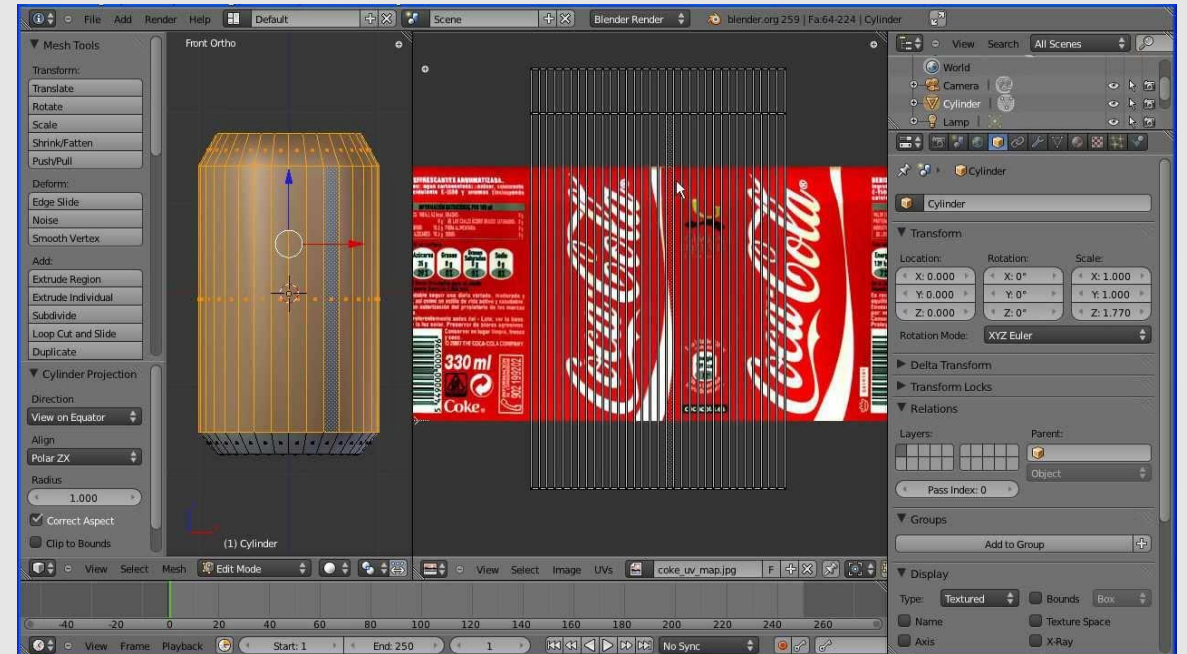 File Add Render Help Default Scene Blender Render blender.org 259 | Fa:64-224 | Cylinder
Mesh Tools
Transform:
Translate
Rotate
Scale
Shrink/Fatten
Push/Pull
Deform:
Edge Slide
Noise
Smooth Vertex
Add:
Extrude Region
Extrude Individual
Subdivide
Loop Cut and Slide
Duplicate
Cylinder Projection
Direction
View on Equator
Align
Polar ZX
Radius
1.000
Correct Aspect
Clip to Bounds
Front Ortho
(1) Cylinder
View Select Mesh Edit Mode
330 ml
Coke
Coca-Cola
Coca-Cola
© 2007 THE COCA-COLA COMPANY
View Select Image UVs coke_uv_map.jpg F
View Search All Scenes
World
Camera
Cylinder
Lamp
Cylinder
Cylinder
Transform
Location: Rotation: Scale:
X: 0.000 X: 0° X: 1.000
Y: 0.000 Y: 0° Y: 1.000
Z: 0.000 Z: 0° Z: 1.770
Rotation Mode: XYZ Euler
Delta Transform
Transform Locks
Relations
Layers: Parent:
Object
Pass Index: 0
Groups
Add to Group
Display
Type: Textured Bounds Box
Name Texture Space
Axis X-Ray
-40 -20 0 20 40 60 80 100 120 140 160 180 200 220 240 260
View Frame Playback Start: 1 End: 250 1 No Sync